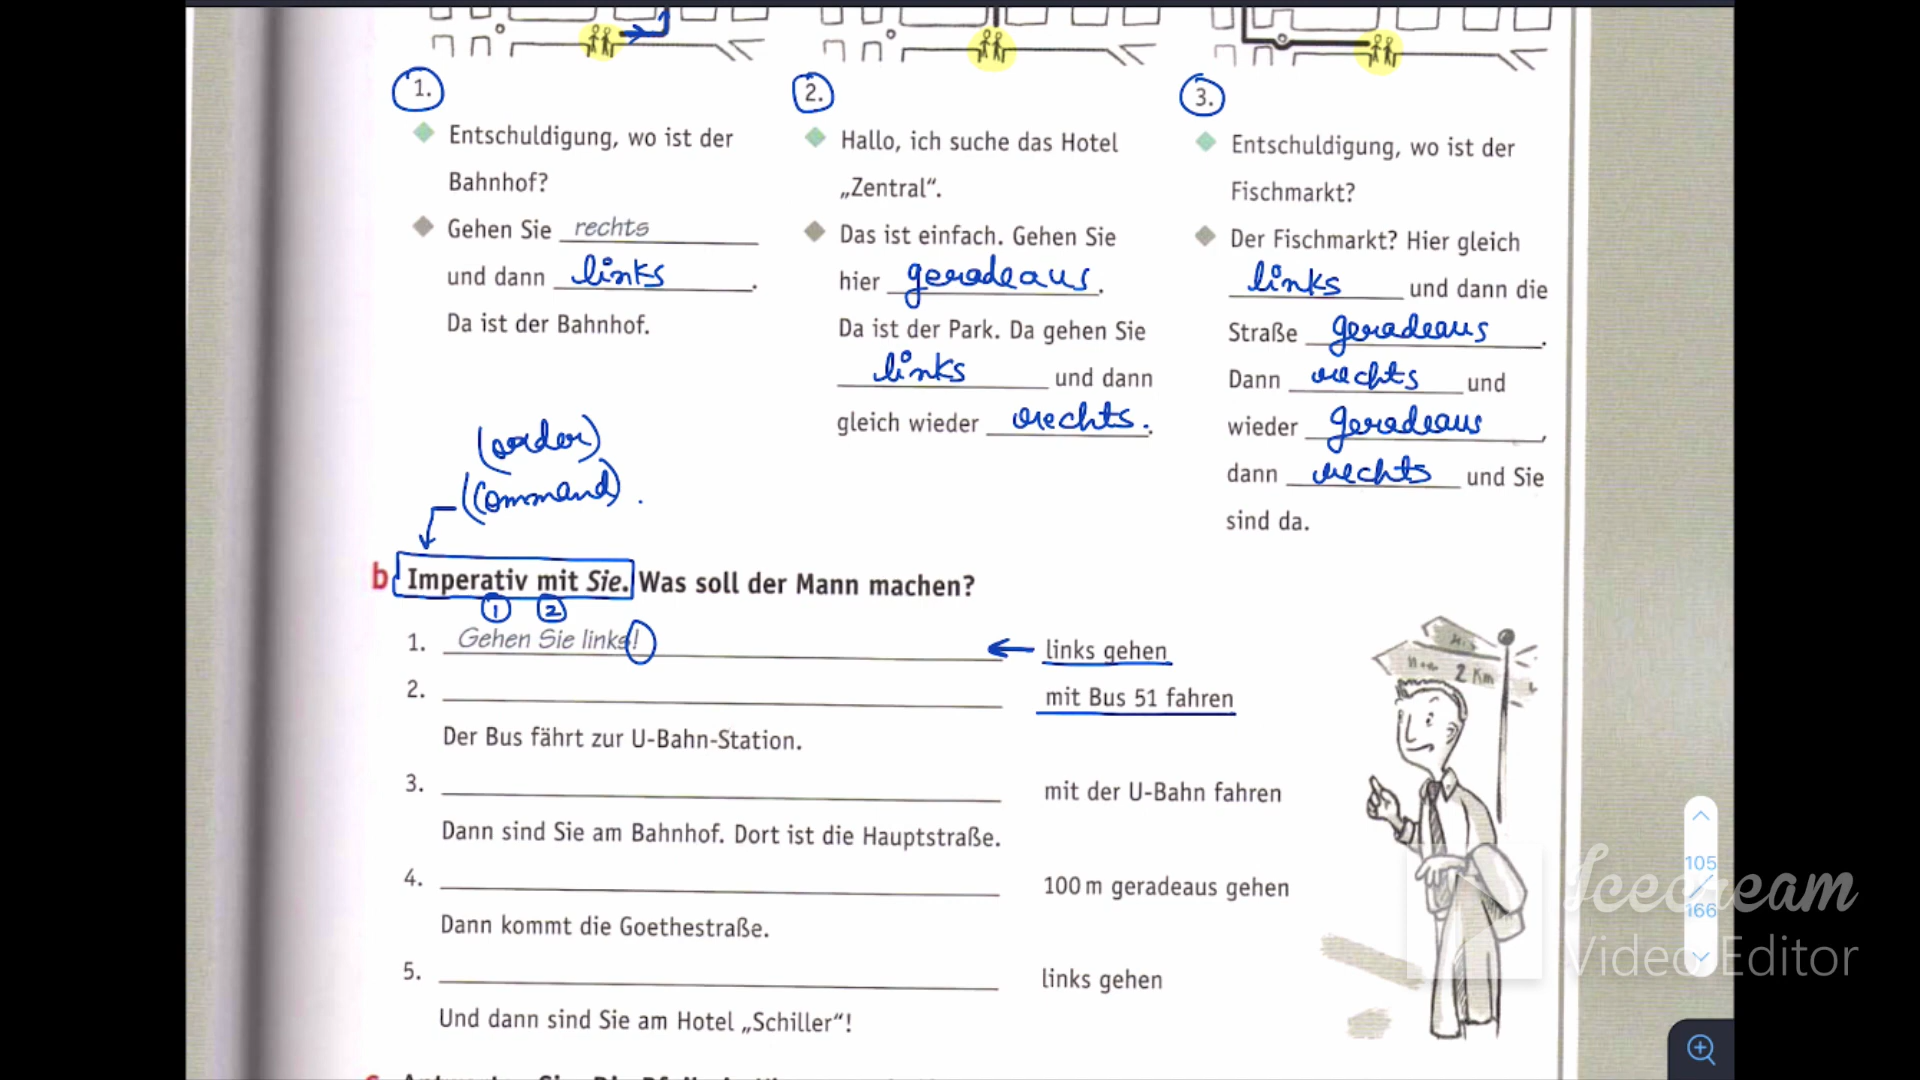 1.
Entschuldigung, wo ist der
Bahnhof?
Gehen Sie rechts
und dann links.
Da ist der Bahnhof.
2.
Hallo, ich suche das Hotel
„Zentral“.
Das ist einfach. Gehen Sie
hier geradeaus.
Da ist der Park. Da gehen Sie
links und dann
gleich wieder rechts.
3.
Entschuldigung, wo ist der
Fischmarkt?
Der Fischmarkt? Hier gleich
links und dann die
Straße geradeaus.
Dann rechts und
wieder geradeaus,
dann rechts und Sie
sind da.
(order)
(command).
b Imperativ mit Sie. Was soll der Mann machen?
1 2
1. Gehen Sie links! links gehen
2. mit Bus 51 fahren
Der Bus fährt zur U-Bahn-Station.
3. mit der U-Bahn fahren
Dann sind Sie am Bahnhof. Dort ist die Hauptstraße.
4. 100 m geradeaus gehen
Dann kommt die Goethestraße.
5. links gehen
Und dann sind Sie am Hotel „Schiller“!
2 Km
105
166
Icecream
Video Editor